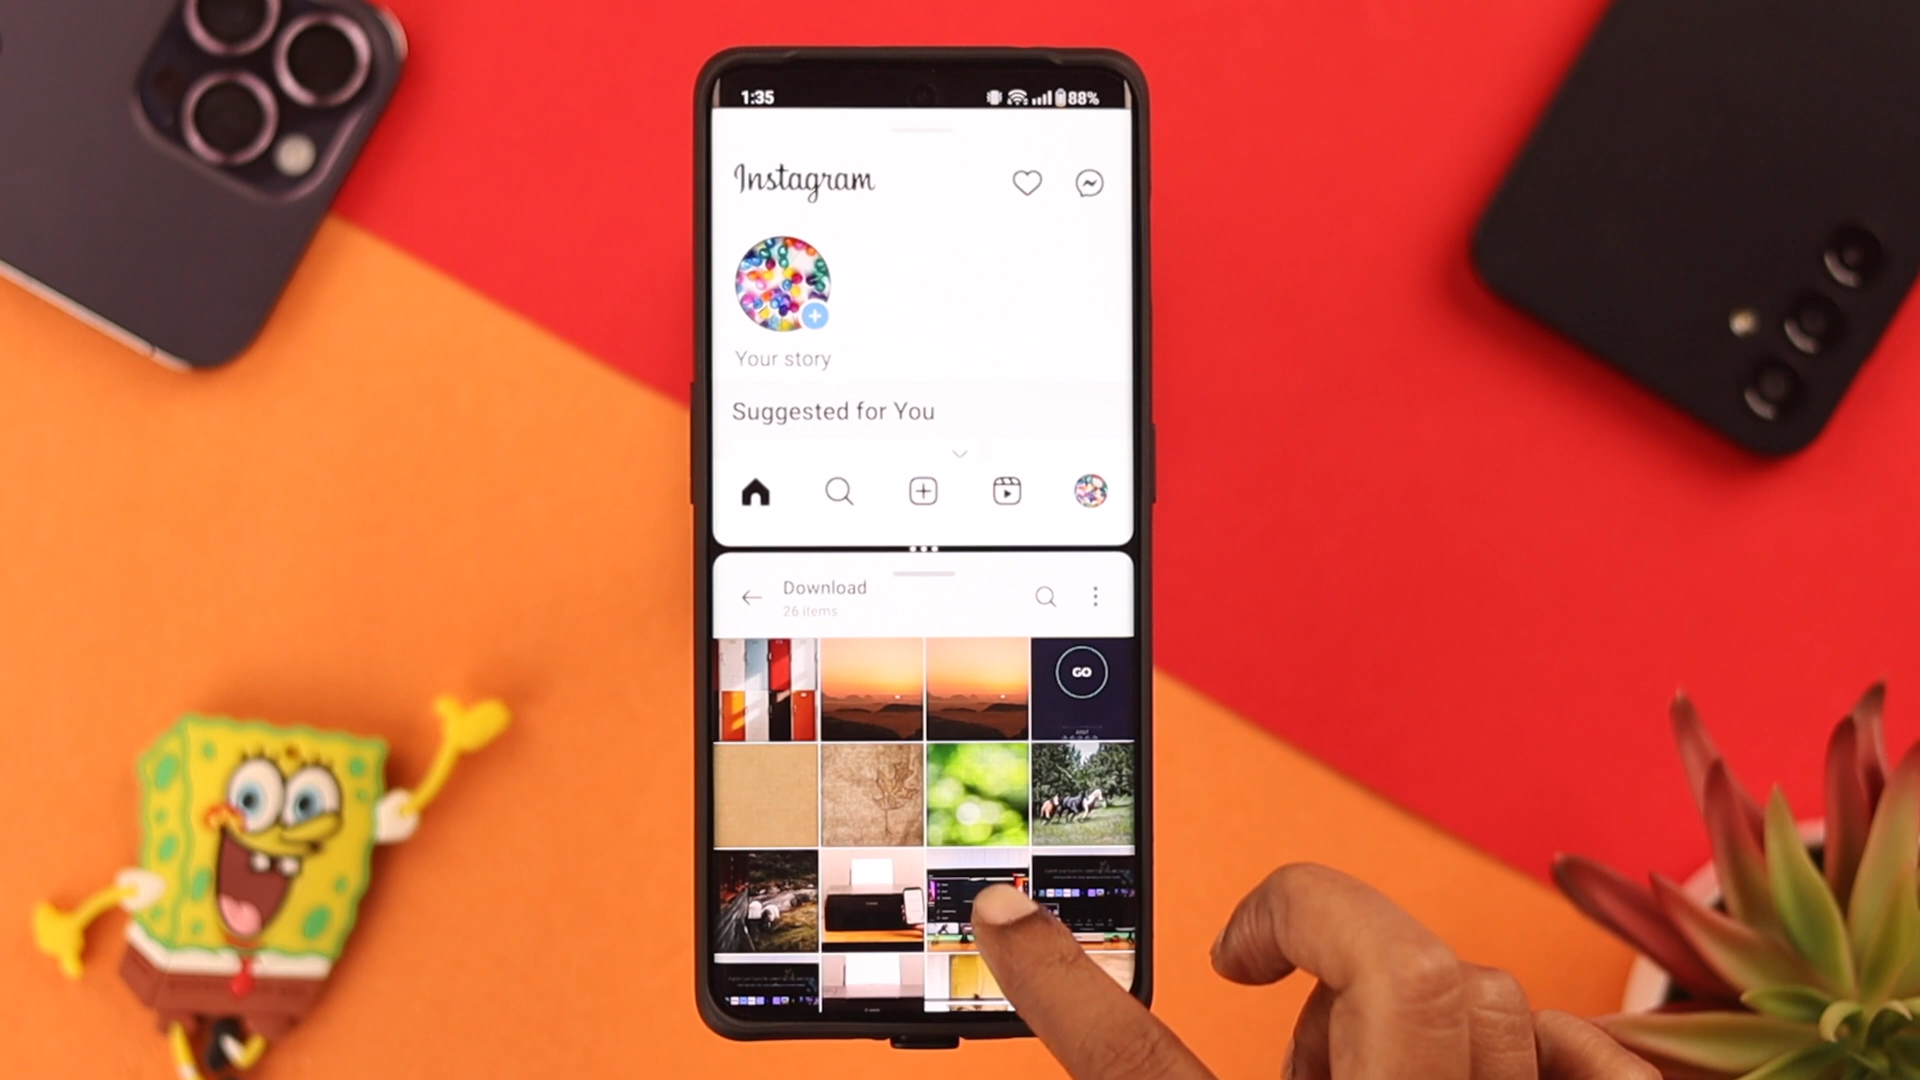 1:35
88%
Instagram
Your story
Suggested for You
Download
26 items
GO